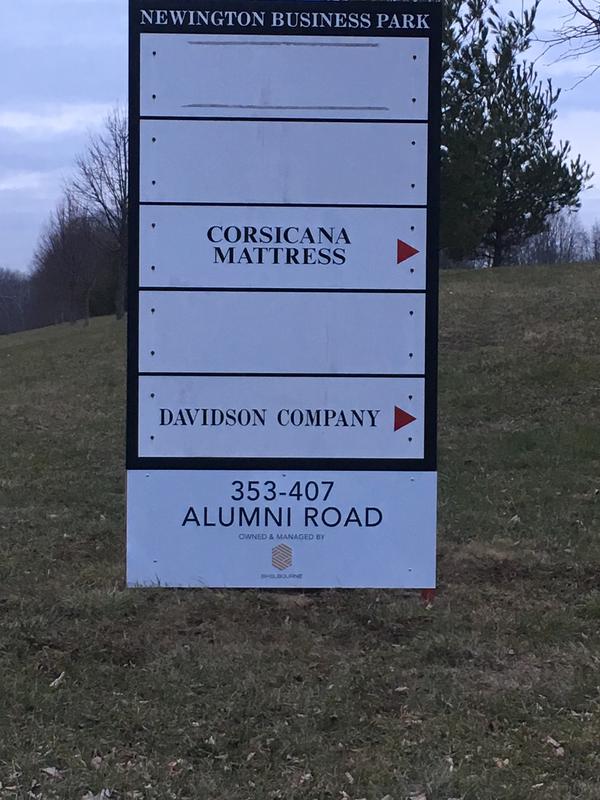 NEWINGTON BUSINESS PARK
CORSICANA
MATTRESS
DAVIDSON COMPANY
353-407
ALUMNI ROAD
OWNED & MANAGED BY